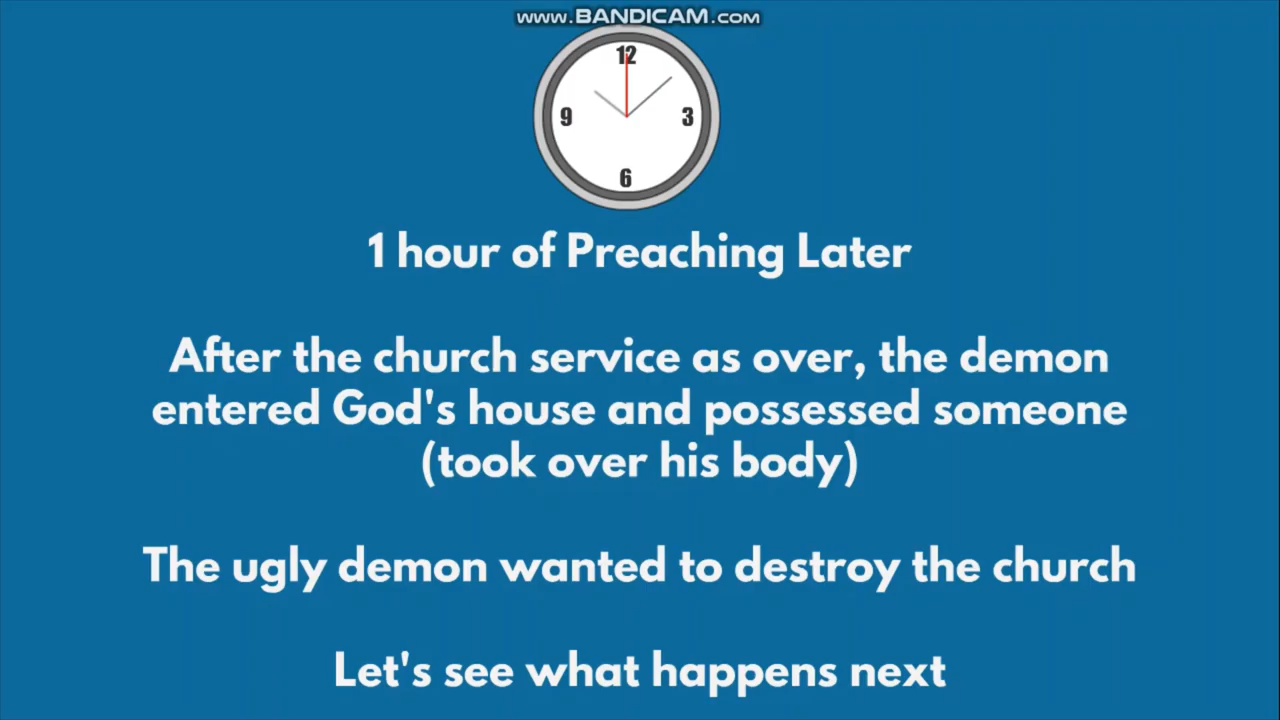 www.BANDICAM.com
12
9
3
6
1 hour of Preaching Later
After the church service as over, the demon
entered God's house and possessed someone
(took over his body)
The ugly demon wanted to destroy the church
Let's see what happens next